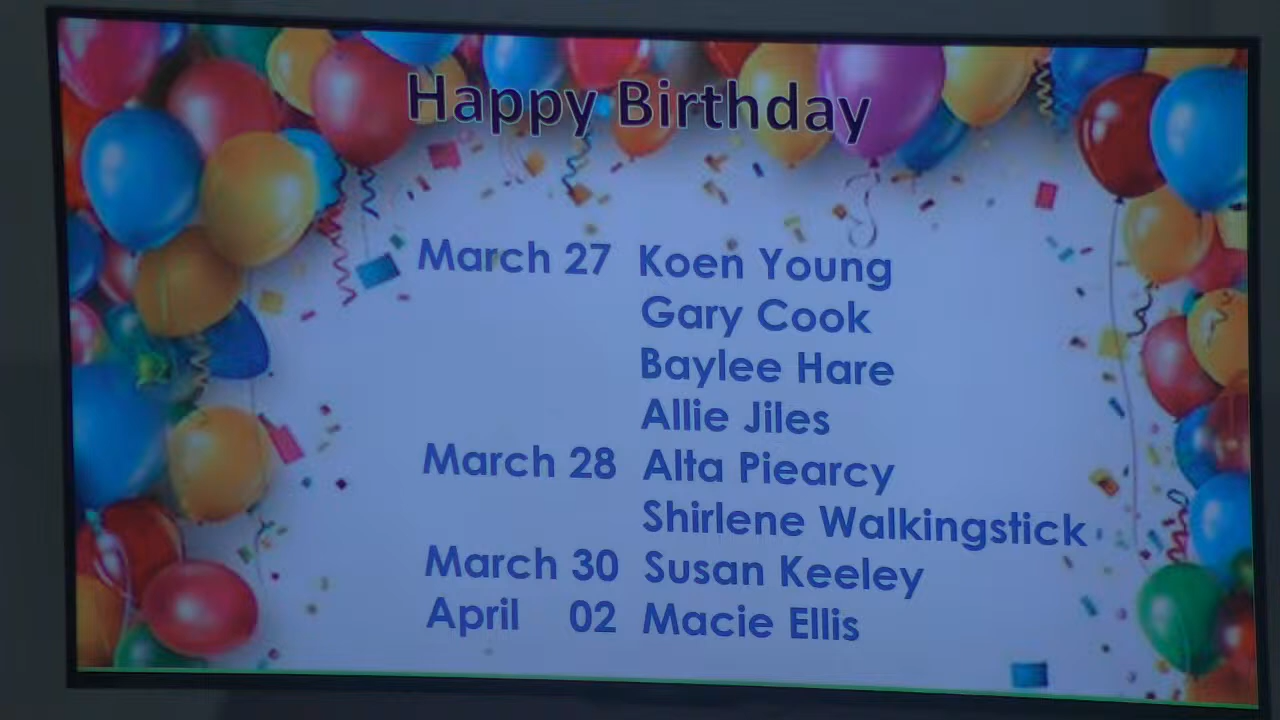 Happy Birthday
March 27 Koen Young
Gary Cook
Baylee Hare
Allie Jiles
March 28 Alta Piearcy
Shirlene Walkingstick
March 30 Susan Keeley
April 02 Macie Ellis